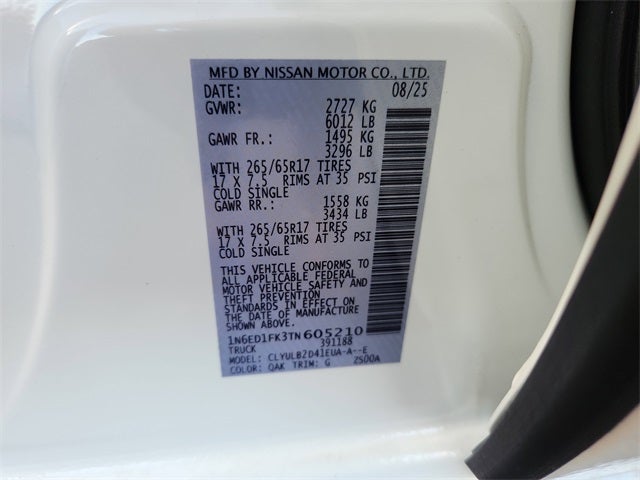 MFD BY NISSAN MOTOR CO., LTD.
DATE: 08/25
GVWR: 2727 KG
6012 LB
GAWR FR.: 1495 KG
3296 LB
WITH 265/65R17 TIRES
17 X 7.5 RIMS AT 35 PSI
COLD SINGLE
GAWR RR.: 1558 KG
3434 LB
WITH 265/65R17 TIRES
17 X 7.5 RIMS AT 35 PSI
COLD SINGLE
THIS VEHICLE CONFORMS TO
ALL APPLICABLE FEDERAL
MOTOR VEHICLE SAFETY AND
THEFT PREVENTION
STANDARDS IN EFFECT ON
THE DATE OF MANUFACTURE
SHOWN ABOVE.
1N6ED1FK3TN605210
TRUCK 391188
MODEL: CLYULB2D41EUA-A--E
COLOR: QAK TRIM: G 2S00A